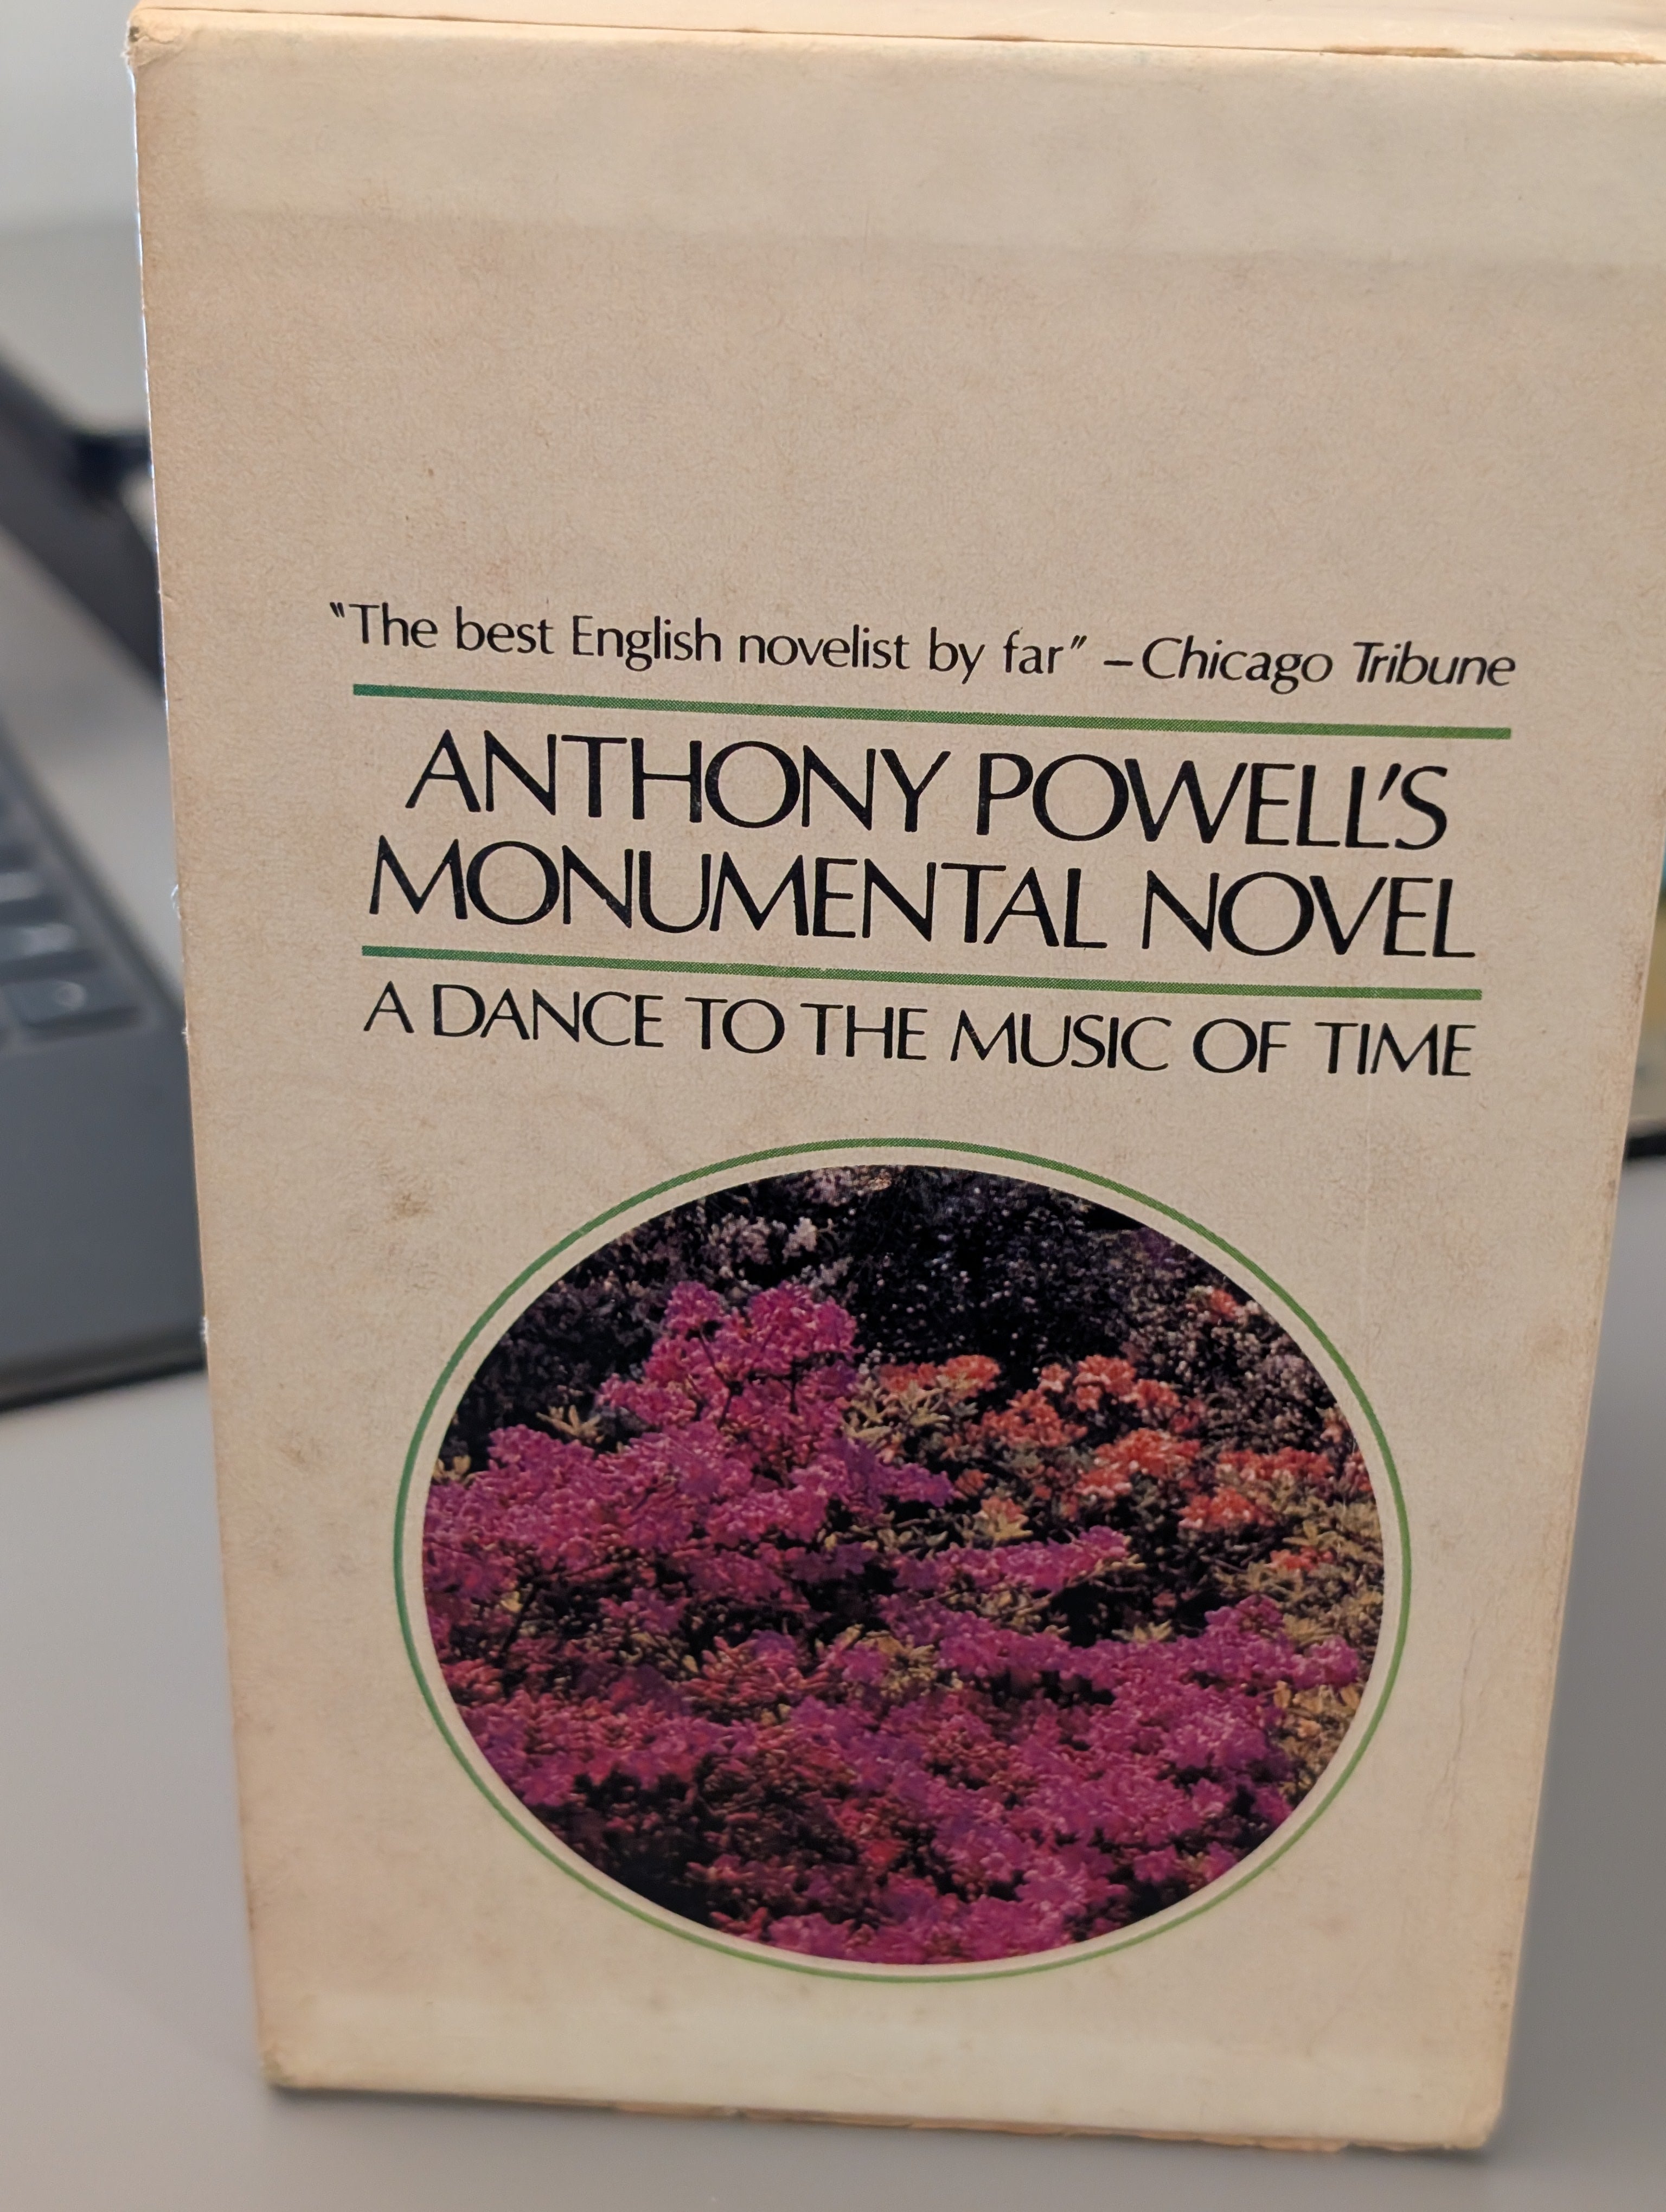 "The best English novelist by far" – Chicago Tribune
ANTHONY POWELL'S
MONUMENTAL NOVEL
A DANCE TO THE MUSIC OF TIME